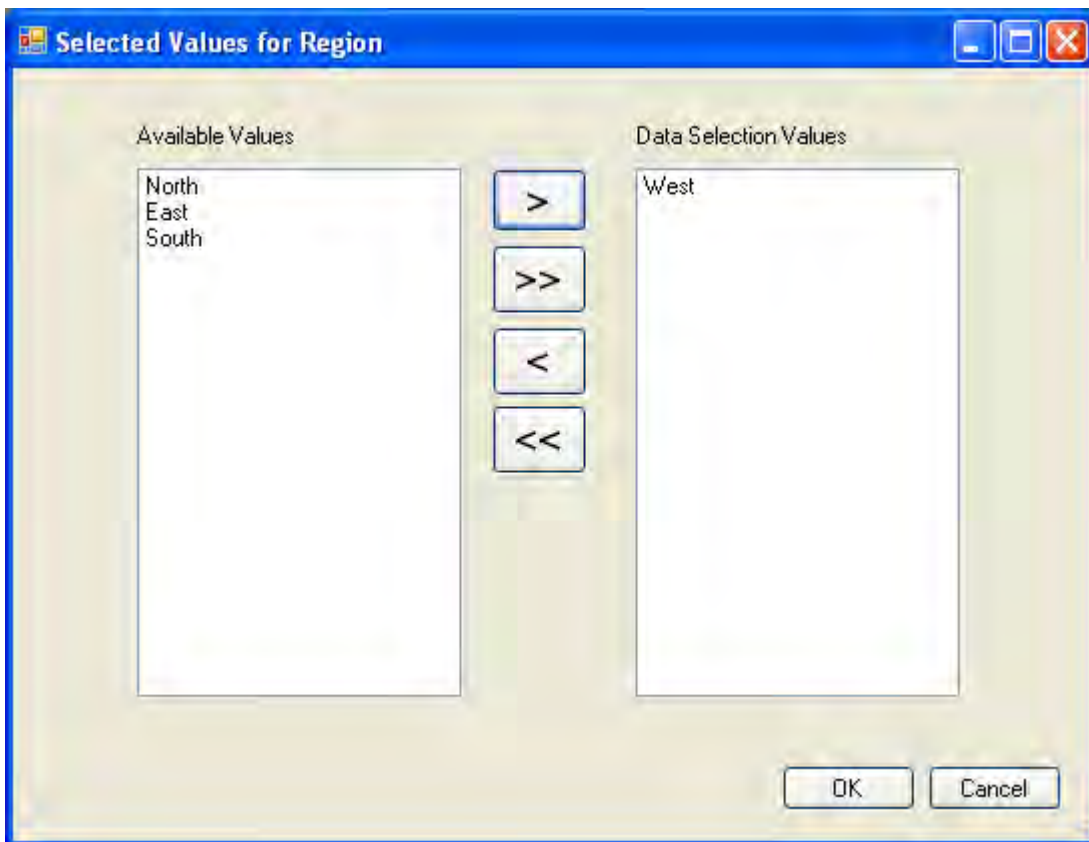 Selected Values for Region
Available Values
North
East
South
>
>>
<
<<
Data Selection Values
West
OK
Cancel